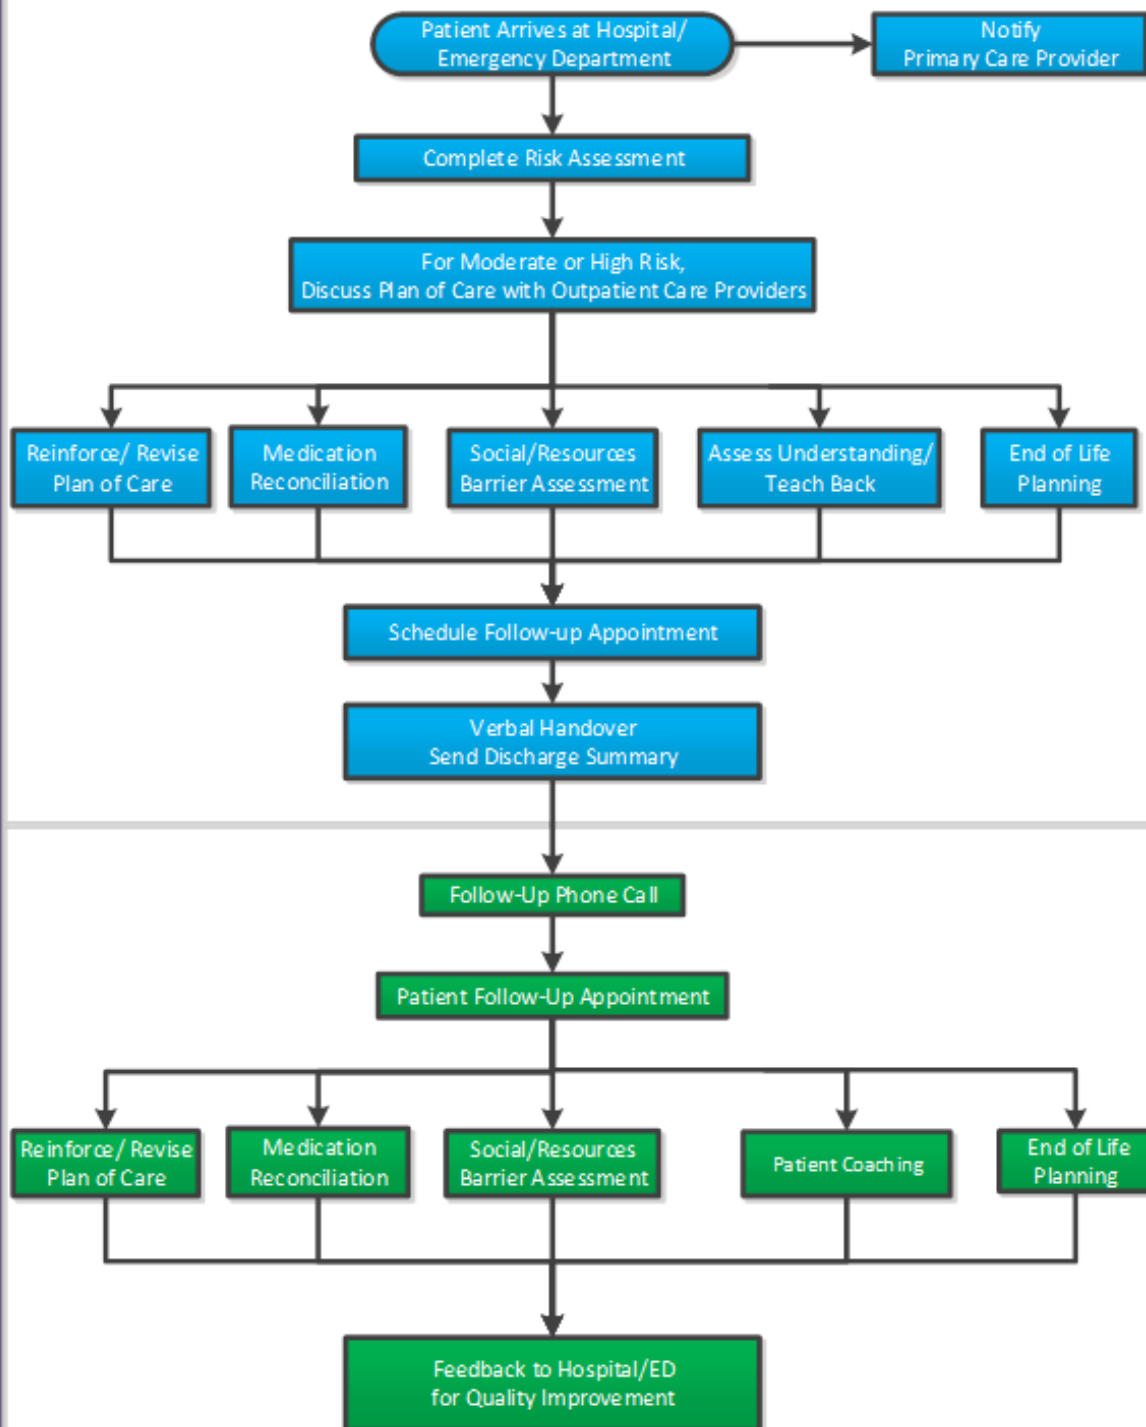 Patient Arrives at Hospital/
Emergency Department
Notify
Primary Care Provider
Complete Risk Assessment
For Moderate or High Risk,
Discuss Plan of Care with Outpatient Care Providers
Reinforce/ Revise
Plan of Care
Medication
Reconciliation
Social/Resources
Barrier Assessment
Assess Understanding/
Teach Back
End of Life
Planning
Schedule Follow-up Appointment
Verbal Handover
Send Discharge Summary
Follow-Up Phone Call
Patient Follow-Up Appointment
Reinforce/ Revise
Plan of Care
Medication
Reconciliation
Social/Resources
Barrier Assessment
Patient Coaching
End of Life
Planning
Feedback to Hospital/ED
for Quality Improvement